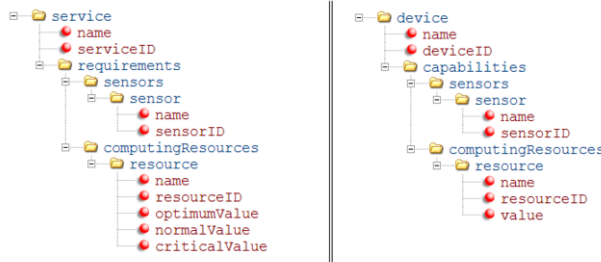 service
name
serviceID
requirements
sensors
sensor
name
sensorID
computingResources
resource
name
resourceID
optimumValue
normalValue
criticalValue
device
name
deviceID
capabilities
sensors
sensor
name
sensorID
computingResources
resource
name
resourceID
value